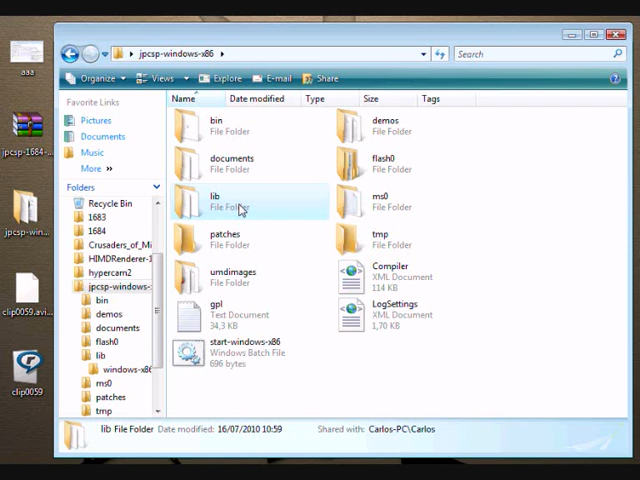 aaa
jpcsp-1684-...
jpcsp-win...
clip0059.avi...
clip0059
jpcsp-windows-x86
Search
Organize Views Explore E-mail Share
Favorite Links
Pictures
Documents
Music
More »
Folders
Recycle Bin
1683
1684
Crusaders_of_Mi
HIMDRenderer-1
hypercam2
jpcsp-windows-
bin
demos
documents
flash0
lib
windows-x86
ms0
patches
tmp
Name Date modified Type Size Tags
bin
File Folder
demos
File Folder
documents
File Folder
flash0
File Folder
lib
File Folder
ms0
File Folder
patches
File Folder
tmp
File Folder
umdimages
File Folder
Compiler
XML Document
114 KB
gpl
Text Document
34,3 KB
LogSettings
XML Document
1,70 KB
start-windows-x86
Windows Batch File
696 bytes
lib File Folder Date modified: 16/07/2010 10:59 Shared with: Carlos-PC\Carlos